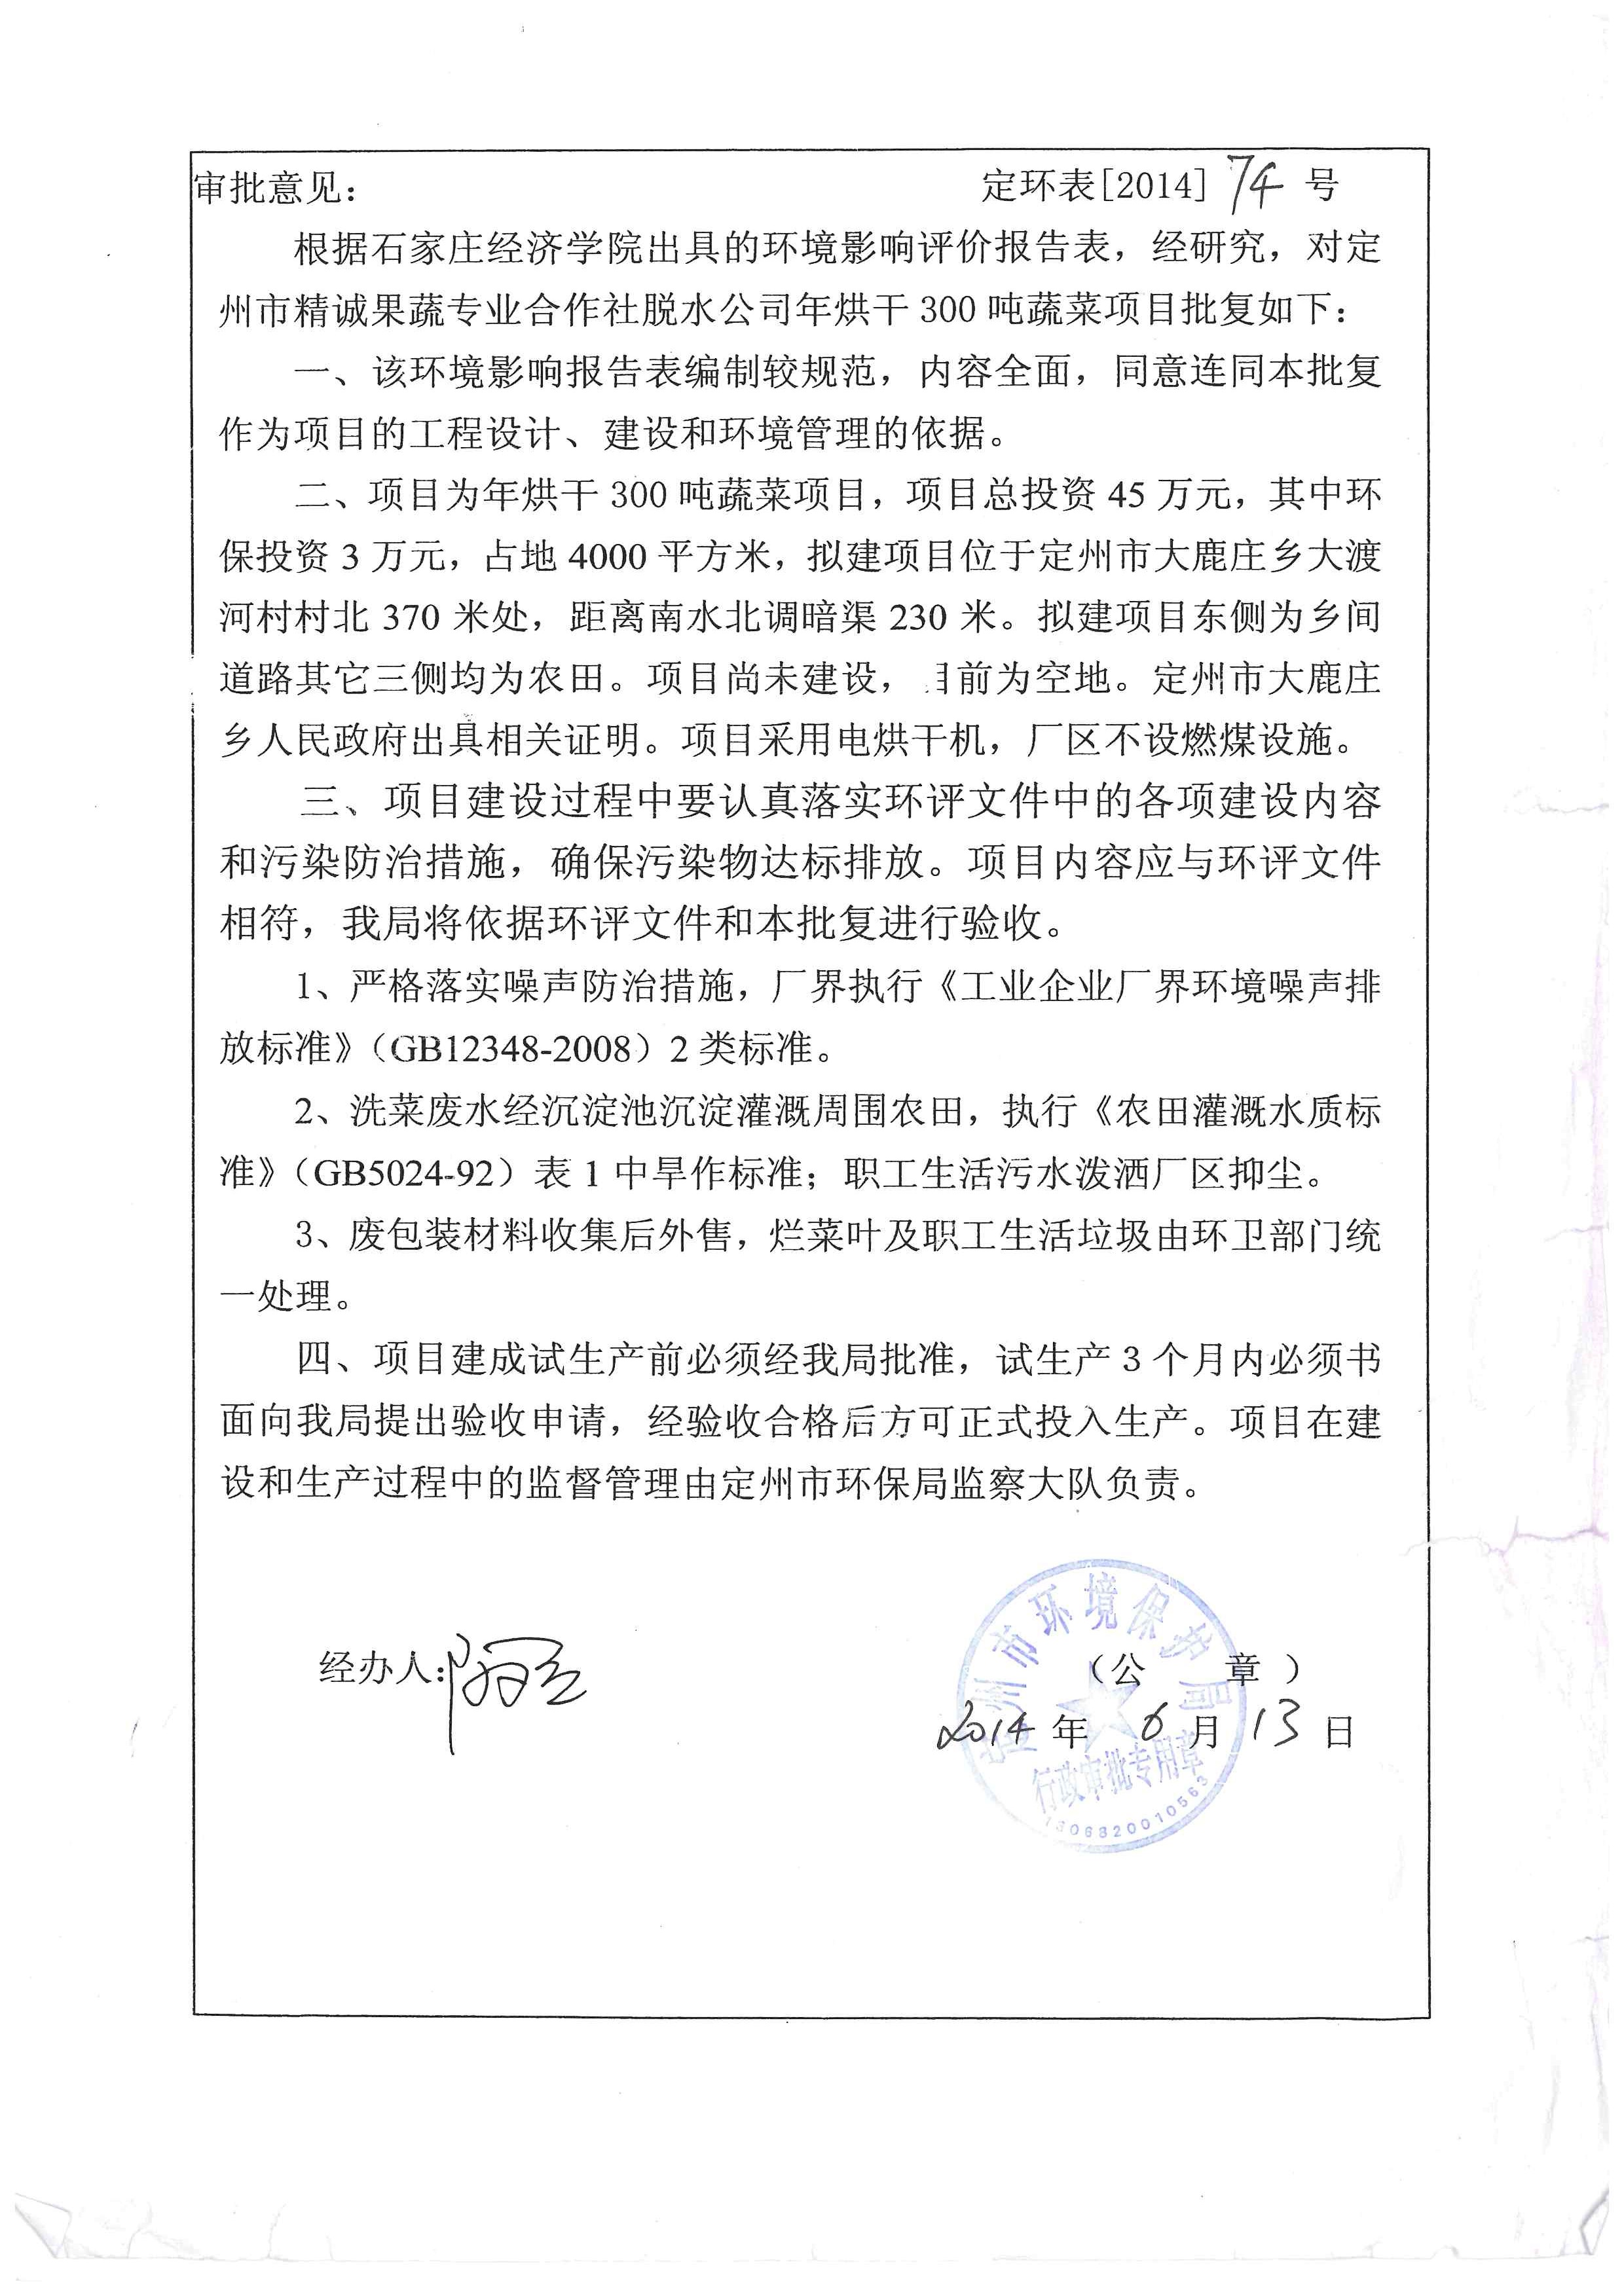 审批意见： 定环表[2014] 74 号
根据石家庄经济学院出具的环境影响评价报告表，经研究，对定
州市精诚果蔬专业合作社脱水公司年烘干 300 吨蔬菜项目批复如下：
一、该环境影响报告表编制较规范，内容全面，同意连同本批复
作为项目的工程设计、建设和环境管理的依据。
二、项目为年烘干 300 吨蔬菜项目，项目总投资 45 万元，其中环
保投资 3 万元，占地 4000 平方米，拟建项目位于定州市大鹿庄乡大渡
河村村北 370 米处，距离南水北调暗渠 230 米。拟建项目东侧为乡间
道路其它三侧均为农田。项目尚未建设，目前为空地。定州市大鹿庄
乡人民政府出具相关证明。项目采用电烘干机，厂区不设燃煤设施。
三、项目建设过程中要认真落实环评文件中的各项建设内容
和污染防治措施，确保污染物达标排放。项目内容应与环评文件
相符，我局将依据环评文件和本批复进行验收。
1、严格落实噪声防治措施，厂界执行《工业企业厂界环境噪声排
放标准》（GB12348-2008）2 类标准。
2、洗菜废水经沉淀池沉淀灌溉周围农田，执行《农田灌溉水质标
准》（GB5024-92）表 1 中旱作标准；职工生活污水泼洒厂区抑尘。
3、废包装材料收集后外售，烂菜叶及职工生活垃圾由环卫部门统
一处理。
四、项目建成试生产前必须经我局批准，试生产 3 个月内必须书
面向我局提出验收申请，经验收合格后方可正式投入生产。项目在建
设和生产过程中的监督管理由定州市环保局监察大队负责。
经办人： （公 章）
2014 年 6 月 13 日
定州市环境保护局
行政审批专用章
1306820010563